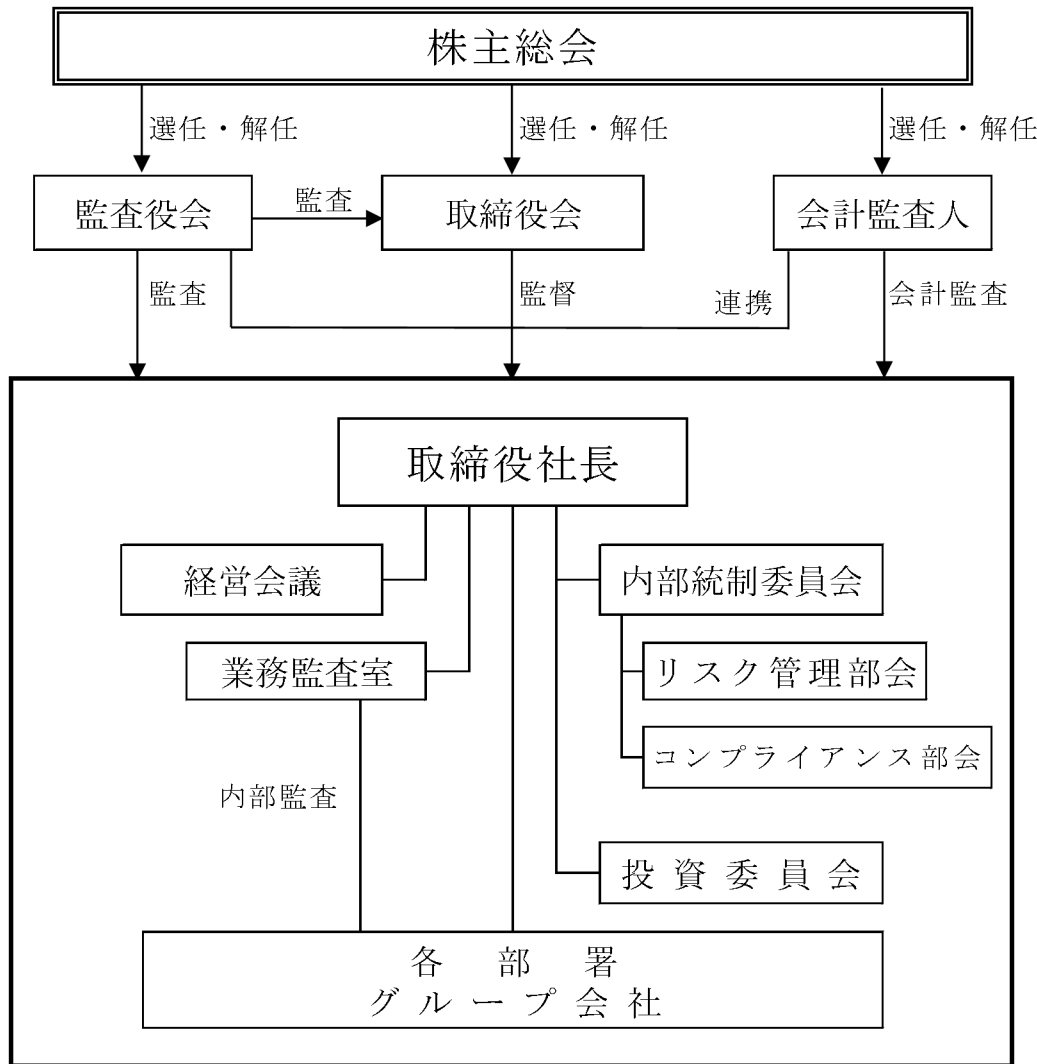 株主総会
選任・解任
選任・解任
選任・解任
監査役会
監査
取締役会
会計監査人
監査
監督
連携
会計監査
取締役社長
経営会議
内部統制委員会
業務監査室
リスク管理部会
コンプライアンス部会
内部監査
投資委員会
各部署
グループ会社